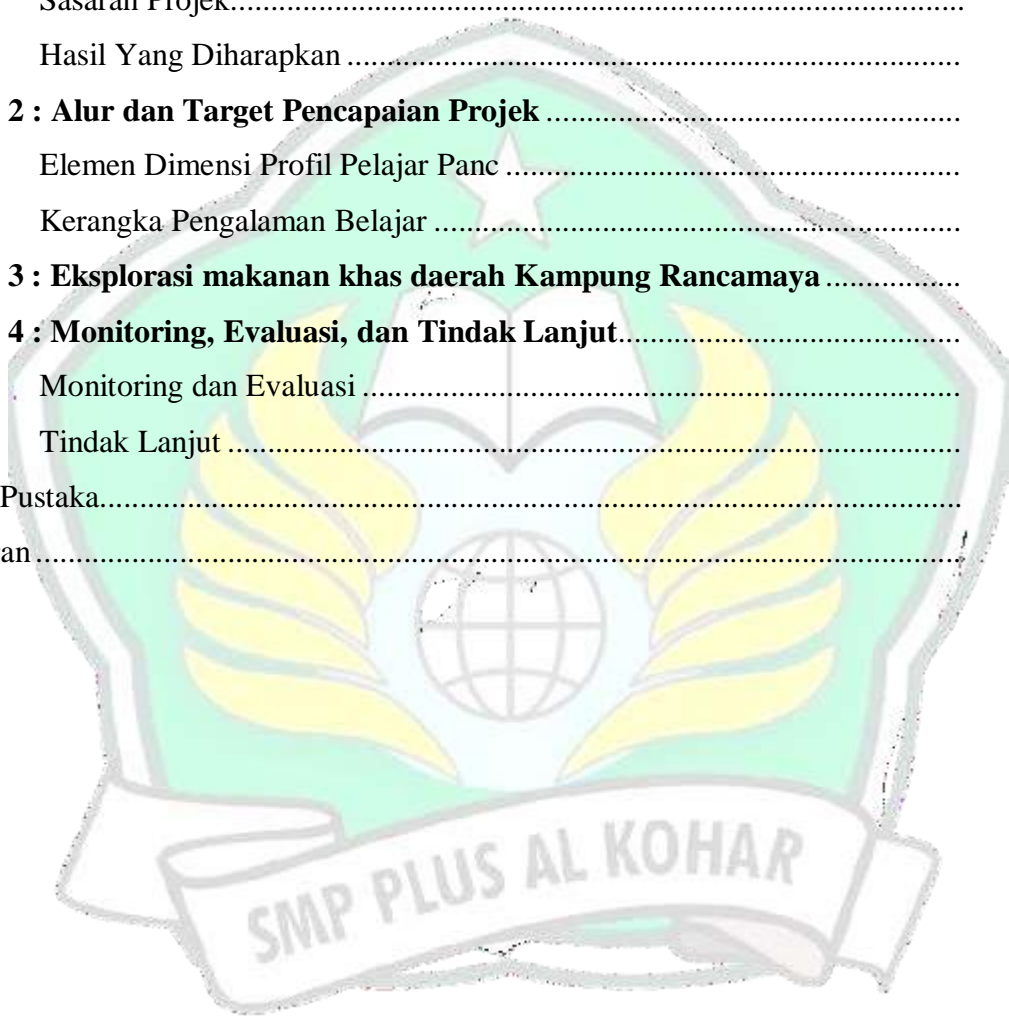 Sasaran Projek..........................................................................................
Hasil Yang Diharapkan...........................................................................
2 : Alur dan Target Pencapaian Projek...................................................
Elemen Dimensi Profil Pelajar Panc........................................................
Kerangka Pengalaman Belajar.................................................................
3 : Eksplorasi makanan khas daerah Kampung Rancamaya.................
4 : Monitoring, Evaluasi, dan Tindak Lanjut..........................................
Monitoring dan Evaluasi..........................................................................
Tindak Lanjut...........................................................................................
Pustaka..........................................................................................................
an..................................................................................................................
SMP PLUS AL KOHAR